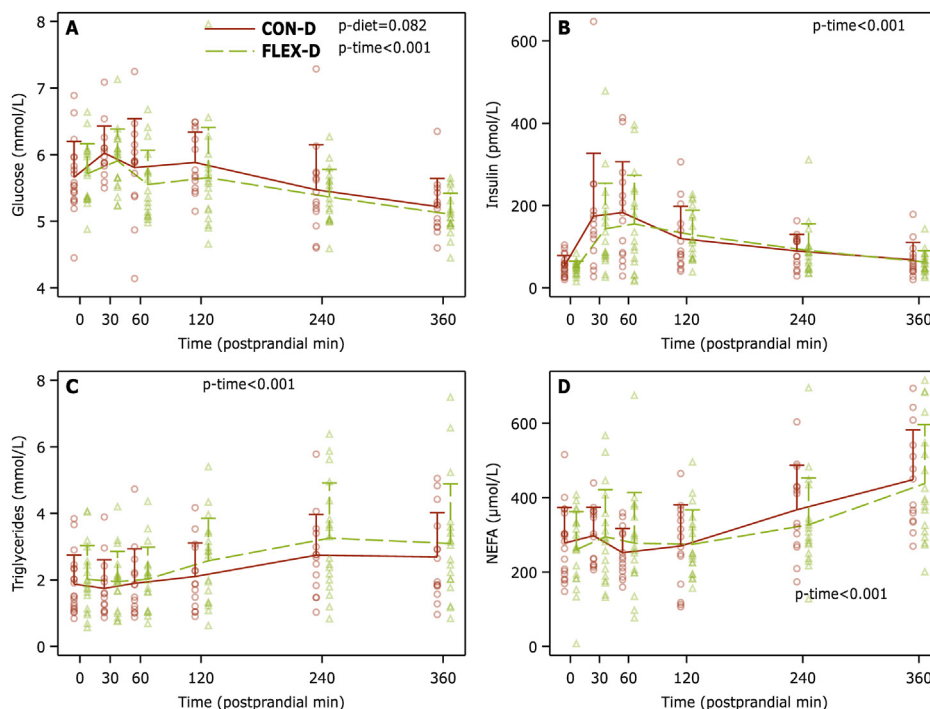 A
CON-D
FLEX-D
p-diet=0.082
p-time<0.001
Glucose (mmol/L)
8
7
6
5
4
0 30 60 120 240 360
Time (postprandial min)
B
p-time<0.001
Insulin (pmol/L)
600
400
200
0
0 30 60 120 240 360
Time (postprandial min)
C
p-time<0.001
Triglycerides (mmol/L)
8
6
4
2
0
0 30 60 120 240 360
Time (postprandial min)
D
p-time<0.001
NEFA (μmol/L)
600
400
200
0
0 30 60 120 240 360
Time (postprandial min)